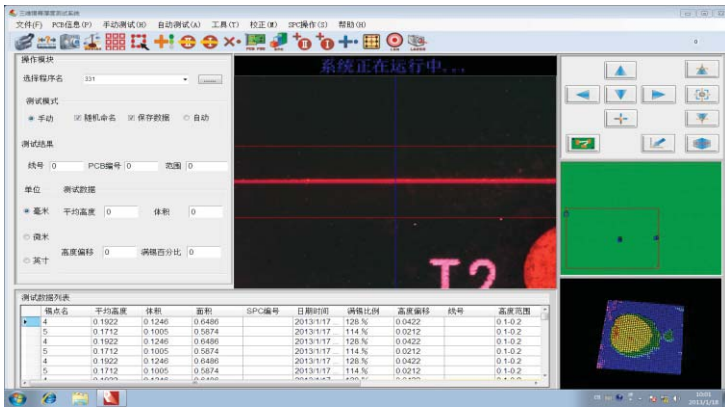 三维锡膏厚度测试系统
文件(F) PCB信息(P) 手动测试(M) 自动测试(A) 工具(T) 校正(M) SPC操作(S) 帮助(H)
操作模块
选择程序名 331
测试模式
手动 随机命名 保存数据 自动
测试结果
线号 0 PCB编号 0 范围 0
单位 测试数据
毫米 平均高度 0 体积 0
微米
高度偏移 0 满锡百分比 0
英寸
系统正在运行中...
T2
测试数据列表
锡点名 平均高度 体积 面积 SPC编号 日期时间 满锡比例 高度偏移 线号 高度范围
4 0.1922 0.1246 0.6486 2013/1/17... 128.% 0.0422 0.1-0.2
5 0.1712 0.1005 0.5874 2013/1/17... 114.% 0.0212 0.1-0.2
4 0.1922 0.1246 0.6486 2013/1/17... 128.% 0.0422 0.1-0.2
5 0.1712 0.1005 0.5874 2013/1/17... 114.% 0.0212 0.1-0.2
4 0.1922 0.1246 0.6486 2013/1/17... 128.% 0.0422 0.1-0.2
5 0.1712 0.1005 0.5874 2013/1/17... 114.% 0.0212 0.1-0.2
10:01
2013/1/18